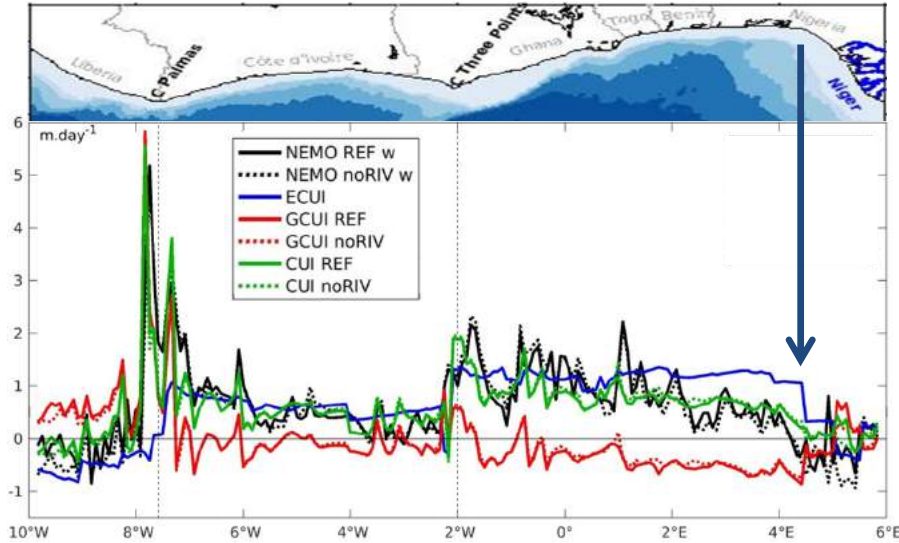 Liberia
C Palmas
Côte d'Ivoire
C Three Points
Ghana
Togo
Benin
Nigeria
Niger
m.day⁻¹
NEMO REF w
NEMO noRIV w
ECUI
GCUI REF
GCUI noRIV
CUI REF
CUI noRIV
6
5
4
3
2
1
0
-1
10°W
8°W
6°W
4°W
2°W
0°
2°E
4°E
6°E